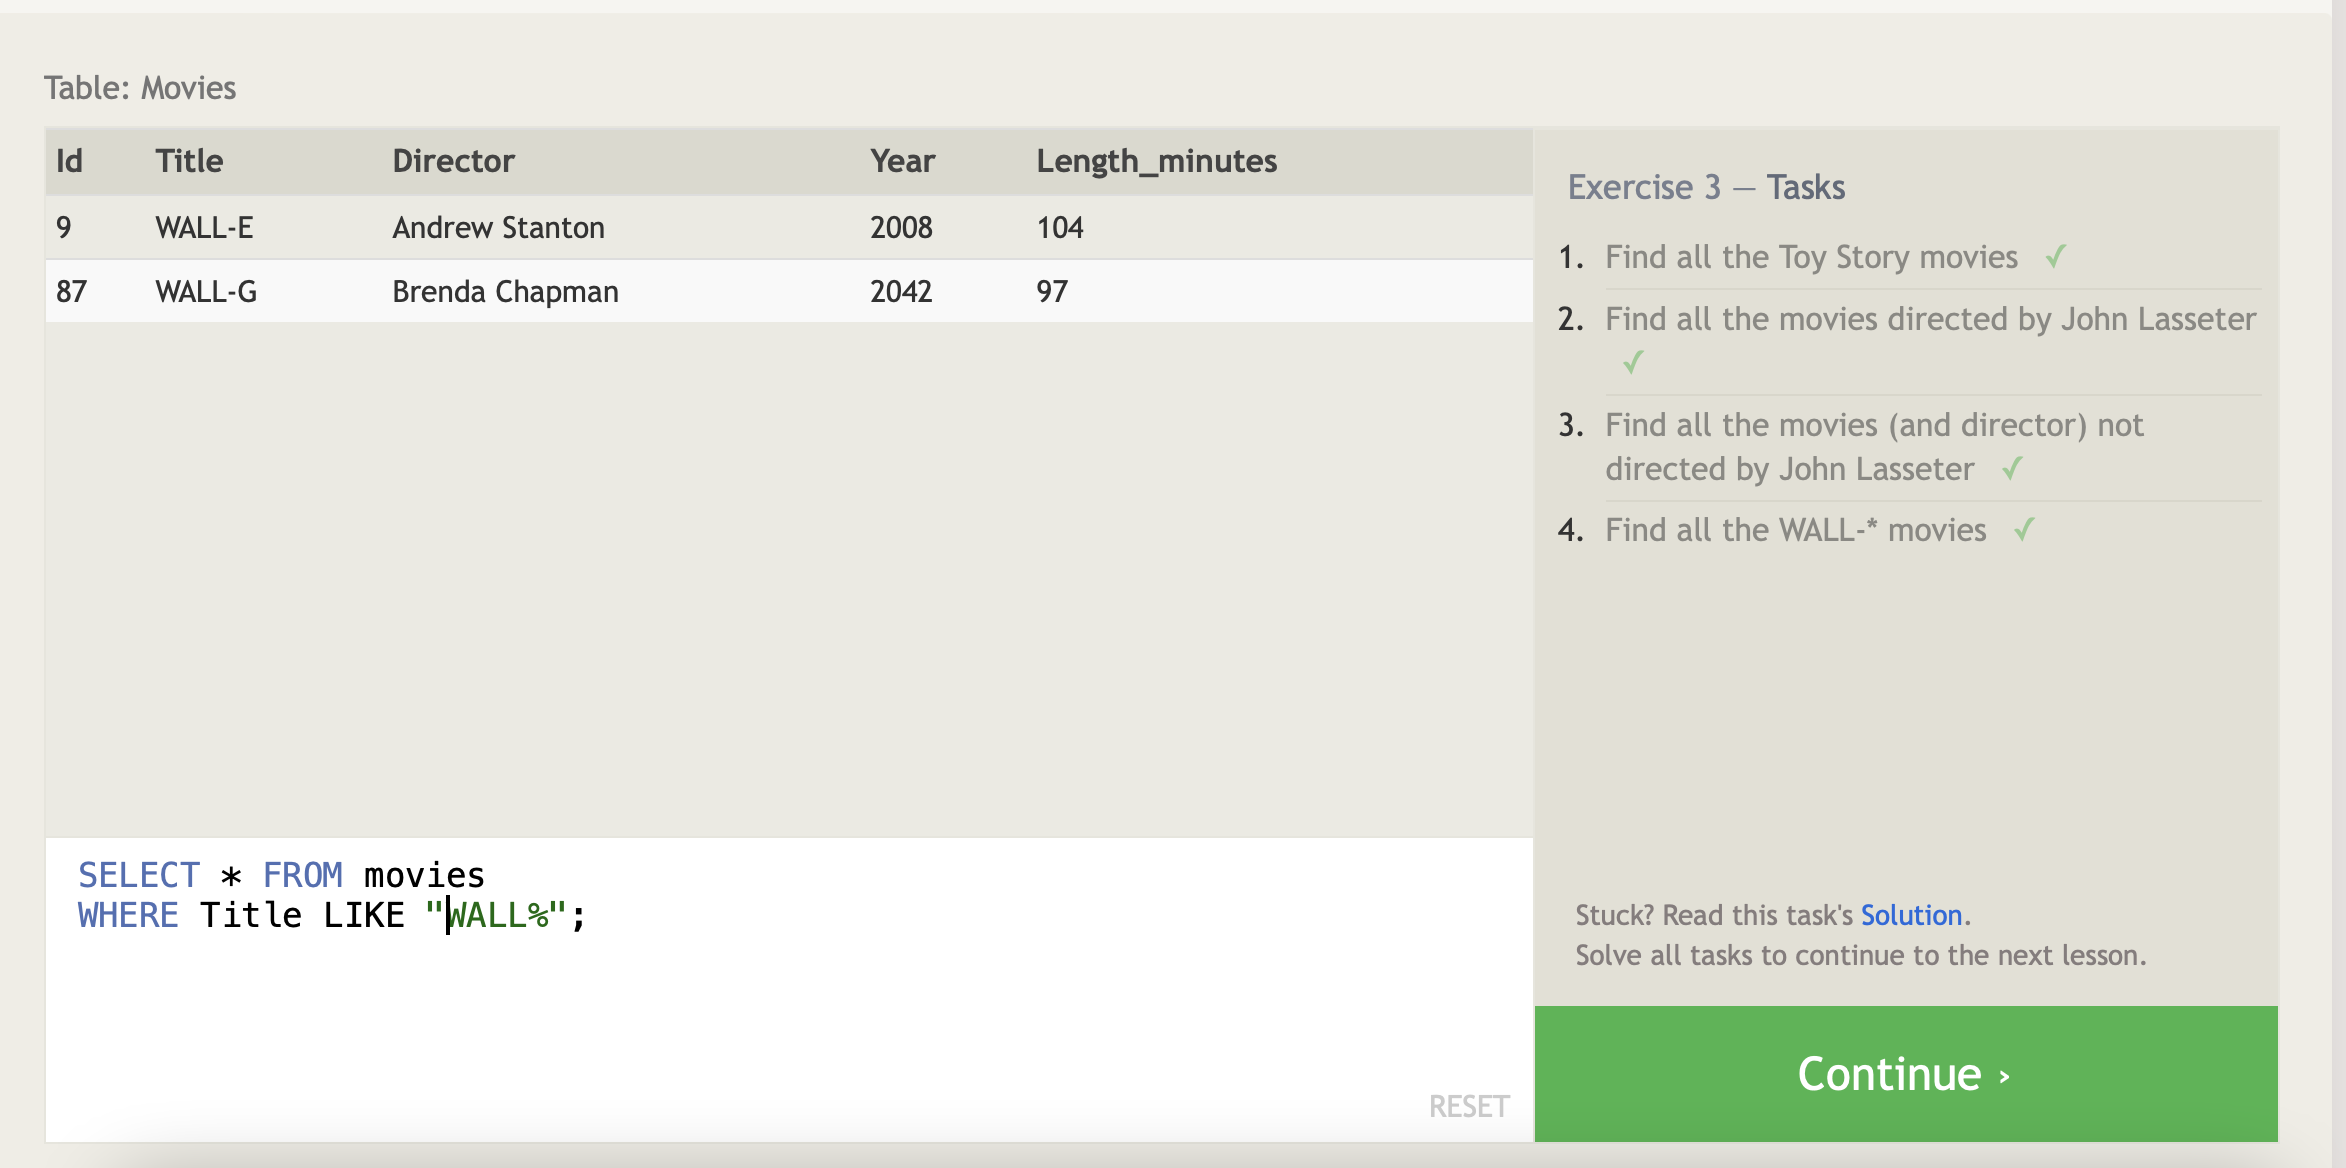 Table: Movies
Id Title Director Year Length_minutes
9 WALL-E Andrew Stanton 2008 104
87 WALL-G Brenda Chapman 2042 97
SELECT * FROM movies
WHERE Title LIKE "WALL%";
RESET
Exercise 3 — Tasks
1. Find all the Toy Story movies ✓
2. Find all the movies directed by John Lasseter
✓
3. Find all the movies (and director) not
directed by John Lasseter ✓
4. Find all the WALL-* movies ✓
Stuck? Read this task's Solution.
Solve all tasks to continue to the next lesson.
Continue ›